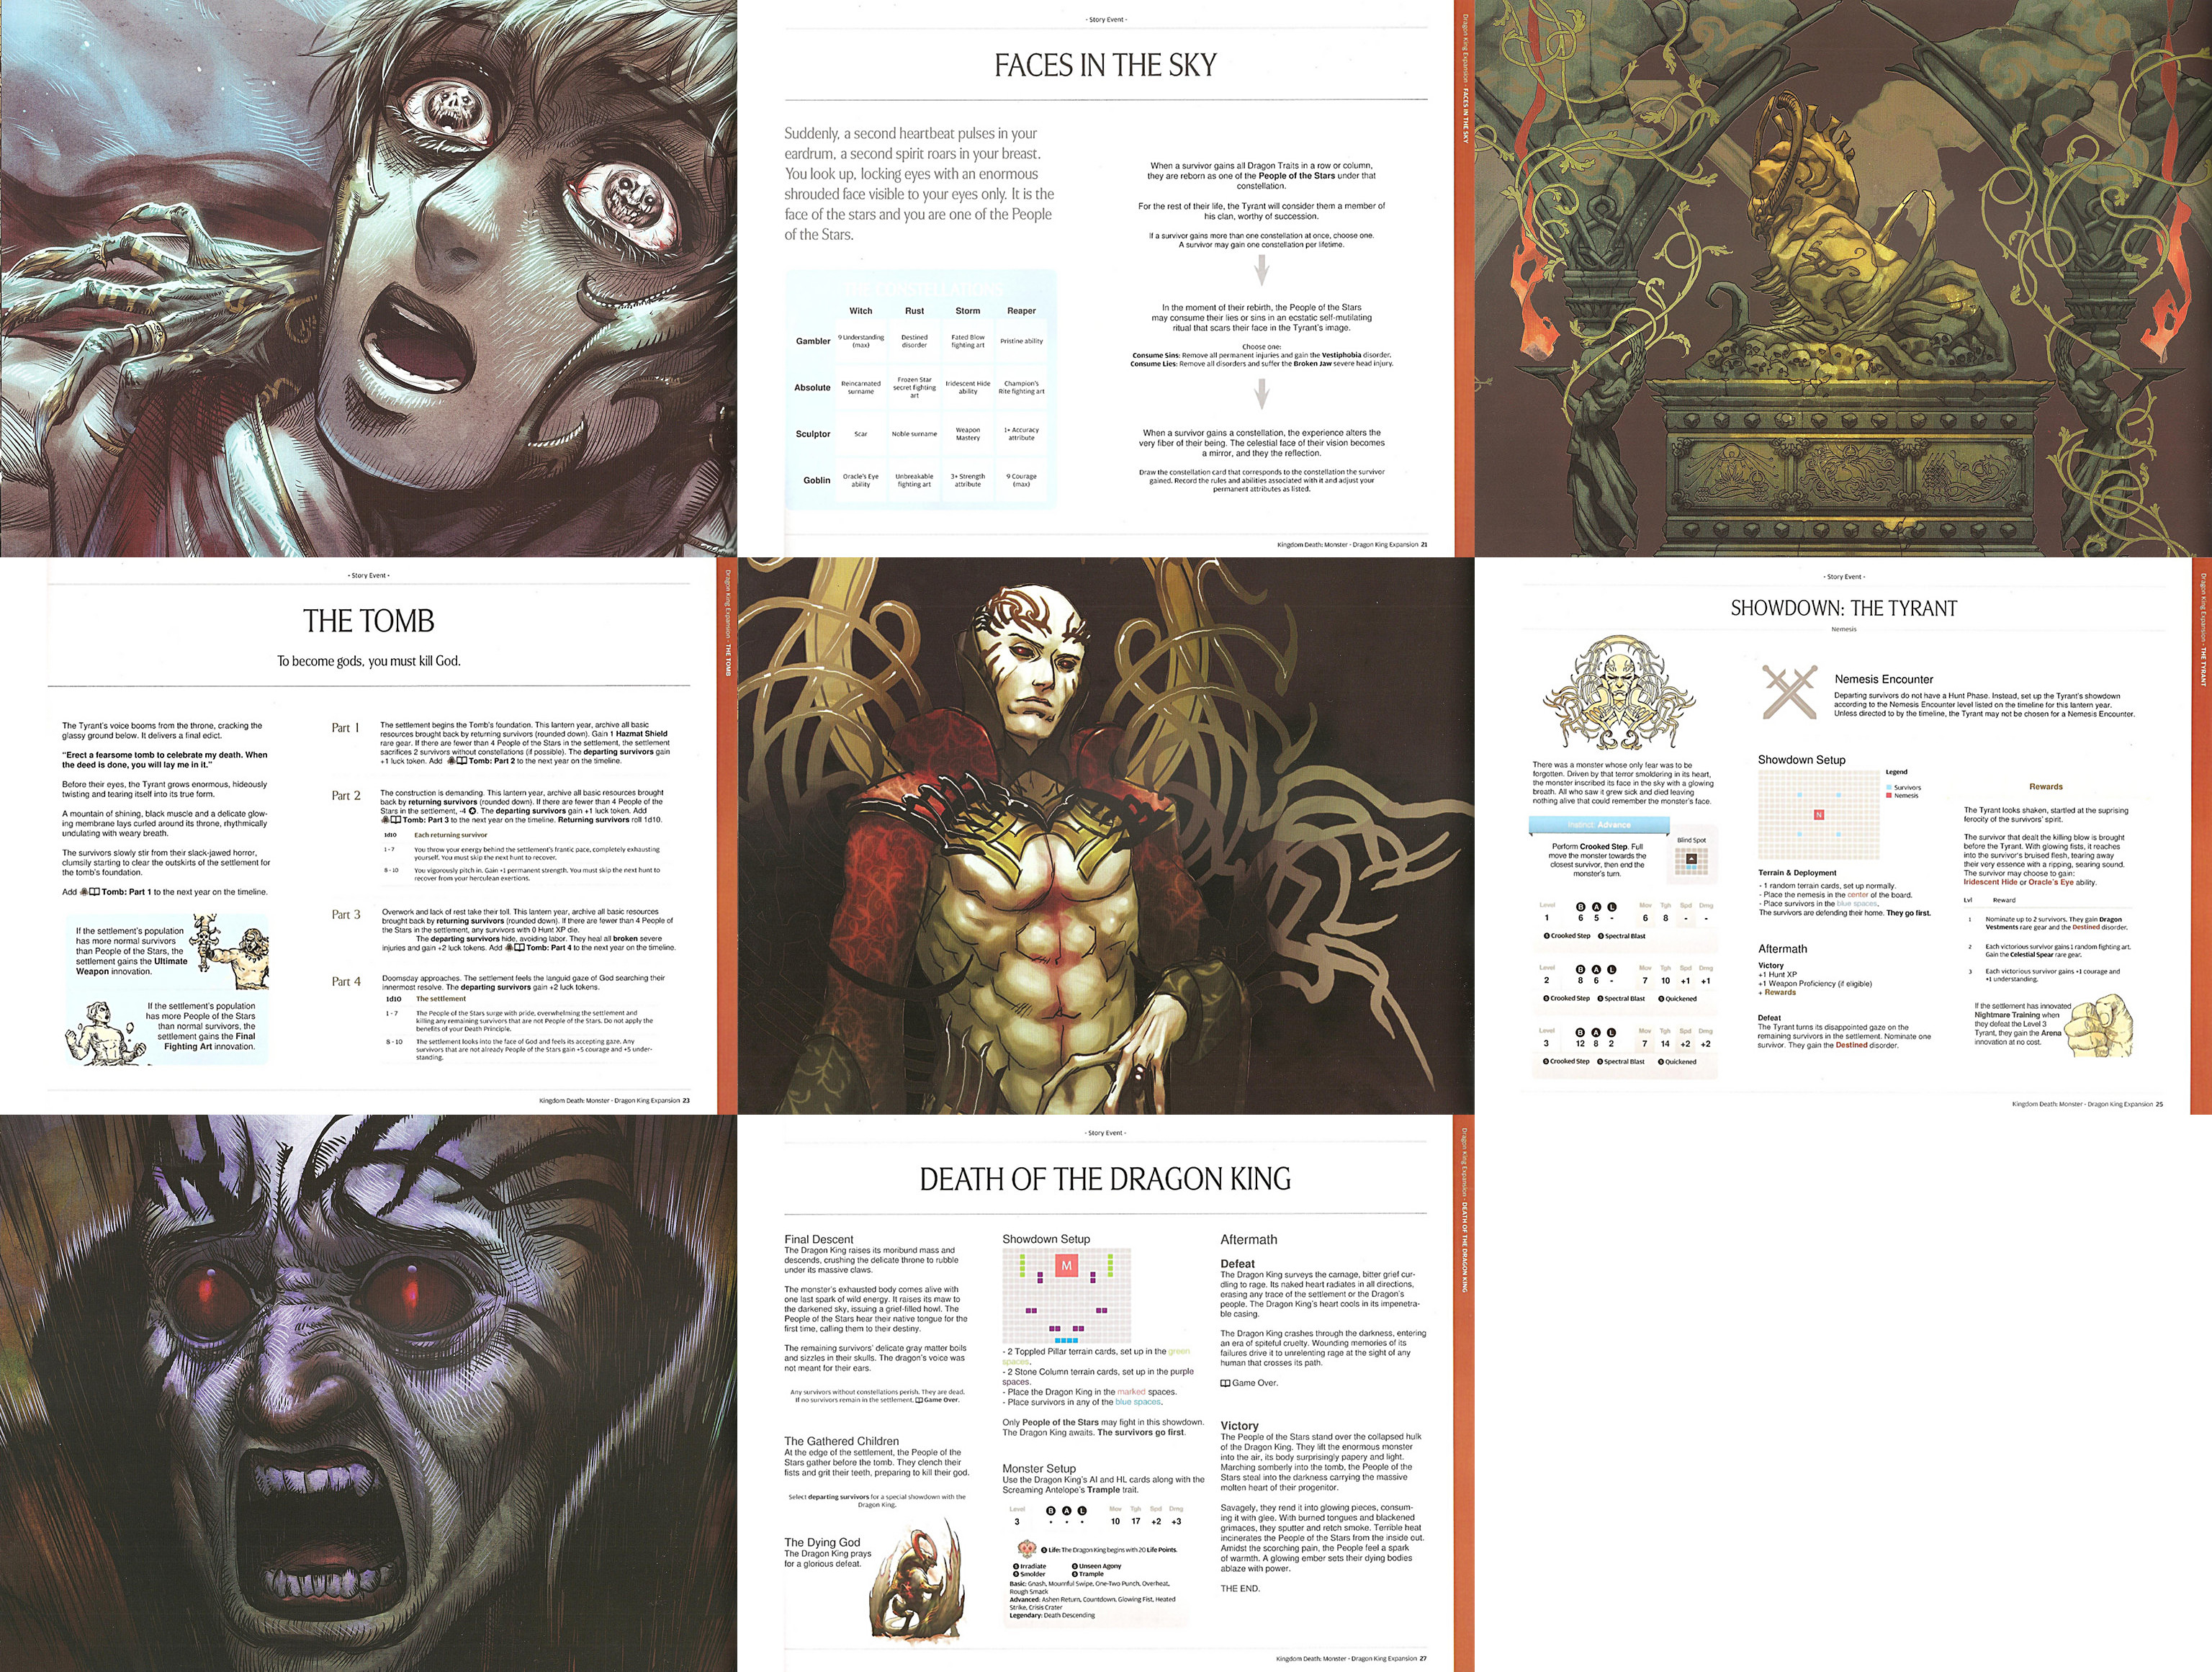 - Story Event -
FACES IN THE SKY
Suddenly, a second heartbeat pulses in your
eardrum, a second spirit roars in your breast.
You look up, locking eyes with an enormous
shrouded face visible to your eyes only. It is the
face of the stars and you are one of the People
of the Stars.
THE CONSTELLATIONS
Witch Rust Storm Reaper
Gambler 9 Understanding (max) Destined disorder Fated Blow fighting art Pristine ability
Absolute Reincarnated surname Frozen Star secret fighting art Iridescent Hide ability Champion's Rite fighting art
Sculptor Scar Noble surname Weapon Mastery 1+ Accuracy attribute
Goblin Oracle's Eye ability Unbreakable fighting art 3+ Strength attribute 9 Courage (max)
When a survivor gains all Dragon Traits in a row or column,
they are reborn as one of the People of the Stars under that
constellation.
For the rest of their life, the Tyrant will consider them a member of
his clan, worthy of succession.
If a survivor gains more than one constellation at once, choose one.
A survivor may gain one constellation per lifetime.
In the moment of their rebirth, the People of the Stars
may consume their lies or sins in an ecstatic self-mutilating
ritual that scars their face in the Tyrant's image.
Choose one:
Consume Sins: Remove all permanent injuries and gain the Vestiphobia disorder.
Consume Lies: Remove all disorders and suffer the Broken Jaw severe head injury.
When a survivor gains a constellation, the experience alters the
very fiber of their being. The celestial face of their vision becomes
a mirror, and they the reflection.
Draw the constellation card that corresponds to the constellation the survivor
gained. Record the rules and abilities associated with it and adjust your
permanent attributes as listed.
Kingdom Death: Monster - Dragon King Expansion 21
Dragon King Expansion - FACES IN THE SKY
- Story Event -
THE TOMB
To become gods, you must kill God.
The Tyrant's voice booms from the throne, cracking the
glassy ground below. It delivers a final edict.
"Erect a fearsome tomb to celebrate my death. When
the deed is done, you will lay me in it."
Before their eyes, the Tyrant grows enormous, hideously
twisting and tearing itself into its true form.
A mountain of shining, black muscle and a delicate glow-
ing membrane lays curled around its throne, rhythmically
undulating with weary breath.
The survivors slowly stir from their slack-jawed horror,
clumsily starting to clear the outskirts of the settlement for
the tomb's foundation.
Add Tomb: Part 1 to the next year on the timeline.
If the settlement's population
has more normal survivors
than People of the Stars, the
settlement gains the Ultimate
Weapon innovation.
If the settlement's population
has more People of the Stars
than normal survivors, the
settlement gains the Final
Fighting Art innovation.
Part 1
The settlement begins the Tomb's foundation. This lantern year, archive all basic
resources brought back by returning survivors (rounded down). Gain 1 Hazmat Shield
rare gear. If there are fewer than 4 People of the Stars in the settlement, the settlement
sacrifices 2 survivors without constellations (if possible). The departing survivors gain
+1 luck token. Add Tomb: Part 2 to the next year on the timeline.
Part 2
The construction is demanding. This lantern year, archive all basic resources brought
back by returning survivors (rounded down). If there are fewer than 4 People of the
Stars in the settlement, -4 . The departing survivors gain +1 luck token. Add
Tomb: Part 3 to the next year on the timeline. Returning survivors roll 1d10.
1d10 Each returning survivor
1 - 7 You throw your energy behind the settlement's frantic pace, completely exhausting
yourself. You must skip the next hunt to recover.
8 - 10 You vigorously pitch in. Gain +1 permanent strength. You must skip the next hunt to
recover from your herculean exertions.
Part 3
Overwork and lack of rest take their toll. This lantern year, archive all basic resources
brought back by returning survivors (rounded down). If there are fewer than 4 People of
the Stars in the settlement, any survivors with 0 Hunt XP die.
The departing survivors hide, avoiding labor. They heal all broken severe
injuries and gain +2 luck tokens. Add Tomb: Part 4 to the next year on the timeline.
Part 4
Doomsday approaches. The settlement feels the languid gaze of God searching their
innermost resolve. The departing survivors gain +2 luck tokens.
1d10 The settlement
1 - 7 The People of the Stars surge with pride, overwhelming the settlement and
killing any remaining survivors that are not People of the Stars. Do not apply the
benefits of your Death Principle.
8 - 10 The settlement looks into the face of God and feels its accepting gaze. Any
survivors that are not already People of the Stars gain +5 courage and +5 under-
standing.
Kingdom Death: Monster - Dragon King Expansion 23
Dragon King Expansion - THE TOMB
- Story Event -
SHOWDOWN: THE TYRANT
Nemesis
There was a monster whose only fear was to be
forgotten. Driven by that terror smoldering in its heart,
the monster inscribed its face in the sky with a glowing
breath. All who saw it grew sick and died leaving
nothing alive that could remember the monster's face.
Instinct: Advance
Perform Crooked Step. Full
move the monster towards the
closest survivor, then end the
monster's turn.
Blind Spot
Level B A L Mov Tgh Spd Dmg
1 6 5 - 6 8 - -
Crooked Step Spectral Blast
Level B A L Mov Tgh Spd Dmg
2 8 6 - 7 10 +1 +1
Crooked Step Spectral Blast Quickened
Level B A L Mov Tgh Spd Dmg
3 12 8 2 7 14 +2 +2
Crooked Step Spectral Blast Quickened
Nemesis Encounter
Departing survivors do not have a Hunt Phase. Instead, set up the Tyrant's showdown
according to the Nemesis Encounter level listed on the timeline for this lantern year.
Unless directed to by the timeline, the Tyrant may not be chosen for a Nemesis Encounter.
Showdown Setup
N
Legend
Survivors
Nemesis
Terrain & Deployment
- 1 random terrain cards, set up normally.
- Place the nemesis in the center of the board.
- Place survivors in the blue spaces.
The survivors are defending their home. They go first.
Aftermath
Victory
+1 Hunt XP
+1 Weapon Proficiency (if eligible)
+ Rewards
Defeat
The Tyrant turns its disappointed gaze on the
remaining survivors in the settlement. Nominate one
survivor. They gain the Destined disorder.
Rewards
The Tyrant looks shaken, startled at the suprising
ferocity of the survivors' spirit.
The survivor that dealt the killing blow is brought
before the Tyrant. With glowing fists, it reaches
into the survivor's bruised flesh, tearing away
their very essence with a ripping, searing sound.
The survivor may choose to gain:
Iridescent Hide or Oracle's Eye ability.
Lvl Reward
1 Nominate up to 2 survivors. They gain Dragon
Vestments rare gear and the Destined disorder.
2 Each victorious survivor gains 1 random fighting art.
Gain the Celestial Spear rare gear.
3 Each victorious survivor gains +1 courage and
+1 understanding.
If the settlement has innovated
Nightmare Training when
they defeat the Level 3
Tyrant, they gain the Arena
innovation at no cost.
Kingdom Death: Monster - Dragon King Expansion 25
Dragon King Expansion - THE TYRANT
- Story Event -
DEATH OF THE DRAGON KING
Final Descent
The Dragon King raises its moribund mass and
descends, crushing the delicate throne to rubble
under its massive claws.
The monster's exhausted body comes alive with
one last spark of wild energy. It raises its maw to
the darkened sky, issuing a grief-filled howl. The
People of the Stars hear their native tongue for the
first time, calling them to their destiny.
The remaining survivors' delicate gray matter boils
and sizzles in their skulls. The dragon's voice was
not meant for their ears.
Any survivors without constellations perish. They are dead.
If no survivors remain in the settlement, Game Over.
The Gathered Children
At the edge of the settlement, the People of the
Stars gather before the tomb. They clench their
fists and grit their teeth, preparing to kill their god.
Select departing survivors for a special showdown with the
Dragon King.
The Dying God
The Dragon King prays
for a glorious defeat.
Showdown Setup
M
- 2 Toppled Pillar terrain cards, set up in the green
spaces.
- 2 Stone Column terrain cards, set up in the purple
spaces.
- Place the Dragon King in the marked spaces.
- Place survivors in any of the blue spaces.
Only People of the Stars may fight in this showdown.
The Dragon King awaits. The survivors go first.
Monster Setup
Use the Dragon King's AI and HL cards along with the
Screaming Antelope's Trample trait.
Level B A L Mov Tgh Spd Dmg
3 • • • 10 17 +2 +3
Life: The Dragon King begins with 20 Life Points.
Irradiate Unseen Agony
Smolder Trample
Basic: Gnash, Mournful Swipe, One-Two Punch, Overheat,
Rough Smack
Advanced: Ashen Return, Countdown, Glowing Fist, Heated
Strike, Crisis Crater
Legendary: Death Descending
Aftermath
Defeat
The Dragon King surveys the carnage, bitter grief cur-
dling to rage. Its naked heart radiates in all directions,
erasing any trace of the settlement or the Dragon's
people. The Dragon King's heart cools in its impenetra-
ble casing.
The Dragon King crashes through the darkness, entering
an era of spiteful cruelty. Wounding memories of its
failures drive it to unrelenting rage at the sight of any
human that crosses its path.
Game Over.
Victory
The People of the Stars stand over the collapsed hulk
of the Dragon King. They lift the enormous monster
into the air, its body surprisingly papery and light.
Marching somberly into the tomb, the People of the
Stars steal into the darkness carrying the massive
molten heart of their progenitor.
Savagely, they rend it into glowing pieces, consum-
ing it with glee. With burned tongues and blackened
grimaces, they sputter and retch smoke. Terrible heat
incinerates the People of the Stars from the inside out.
Amidst the scorching pain, the People feel a spark
of warmth. A glowing ember sets their dying bodies
ablaze with power.
THE END.
Kingdom Death: Monster - Dragon King Expansion 27
Dragon King Expansion - DEATH OF THE DRAGON KING